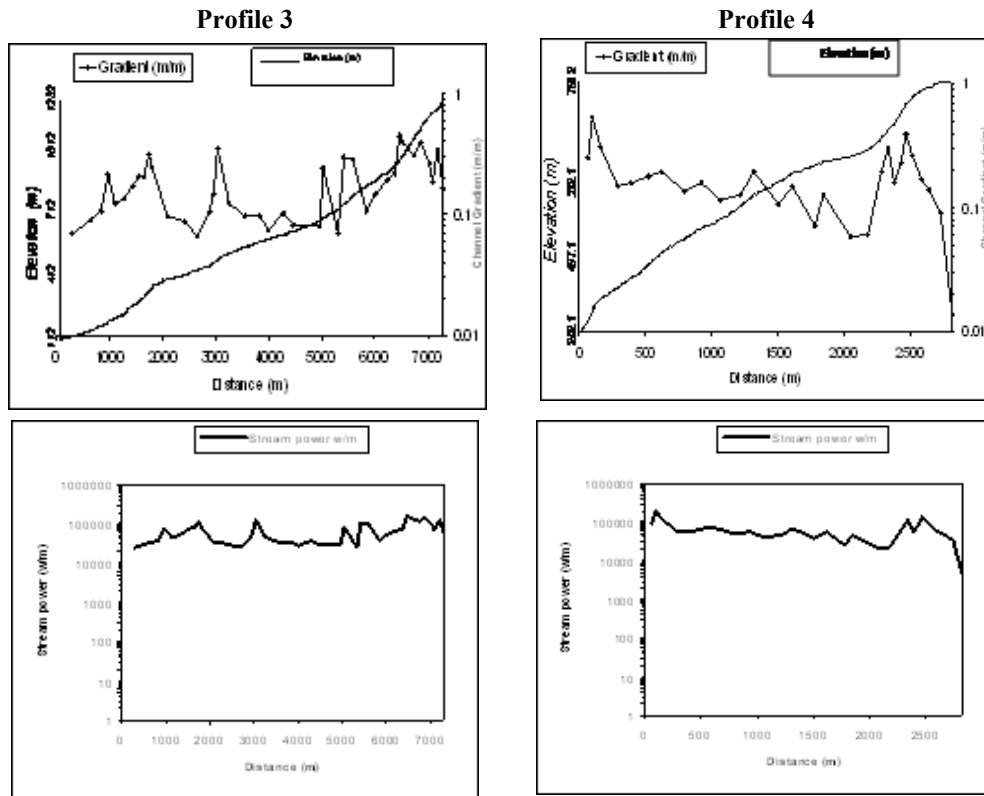 Profile 3
Profile 4
Gradient (m/m)
Elevation (m)
Gradient (m/m)
Elevation (m)
Elevation (m)
1
0.1
0.01
Channel Gradient (m/m)
0 1000 2000 3000 4000 5000 6000 7000
Distance (m)
Elevation (m)
1
0.1
0.01
0 500 1000 1500 2000 2500
Distance (m)
Stream power w/m
Stream power (w/m)
1000000
100000
10000
1000
100
10
1
0 1000 2000 3000 4000 5000 6000 7000
Distance (m)
Stream power w/m
Stream power (w/m)
1000000
100000
10000
1000
100
10
1
0 500 1000 1500 2000 2500
Distance (m)